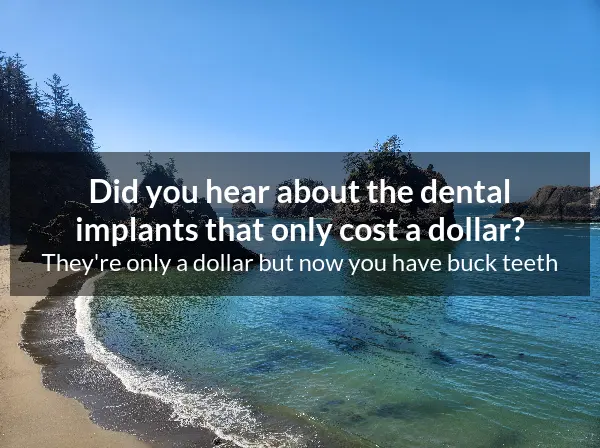 Did you hear about the dental
implants that only cost a dollar?
They're only a dollar but now you have buck teeth